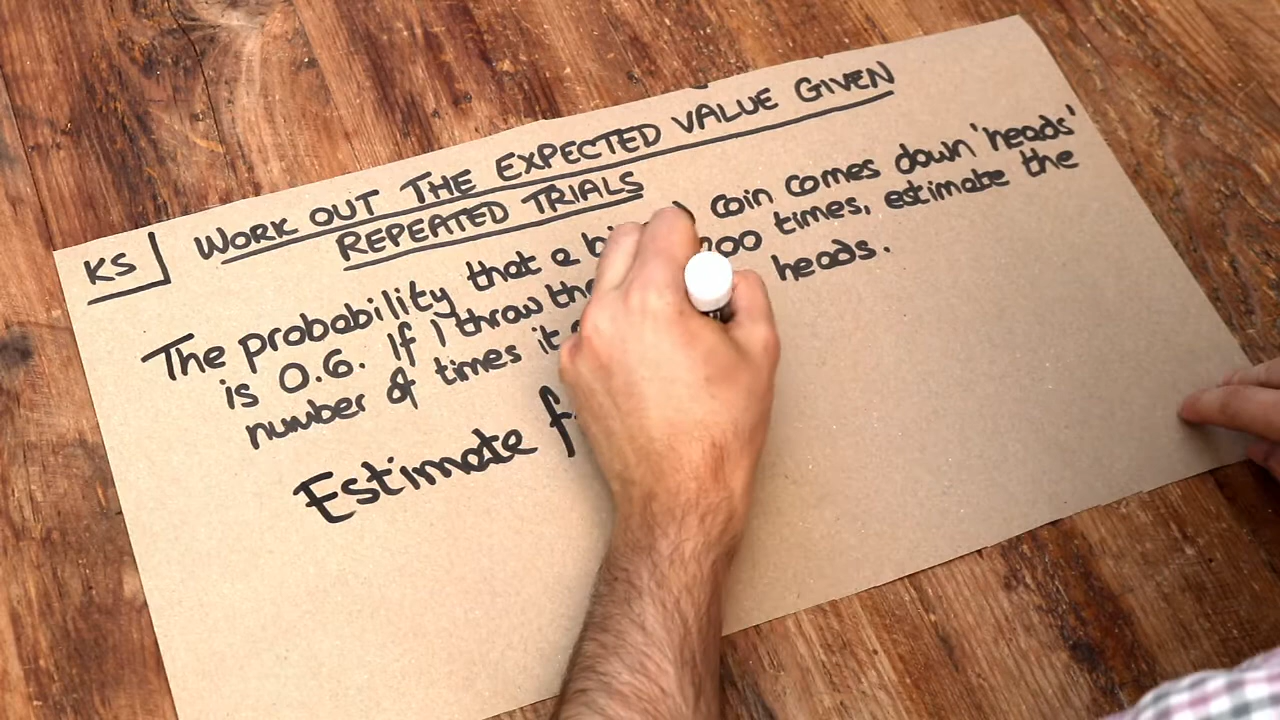 KS
WORK OUT THE EXPECTED VALUE GIVEN
REPEATED TRIALS
The probability that a coin comes down 'heads'
is 0.6. If I throw times, estimate the
number of times it heads.
Estimate